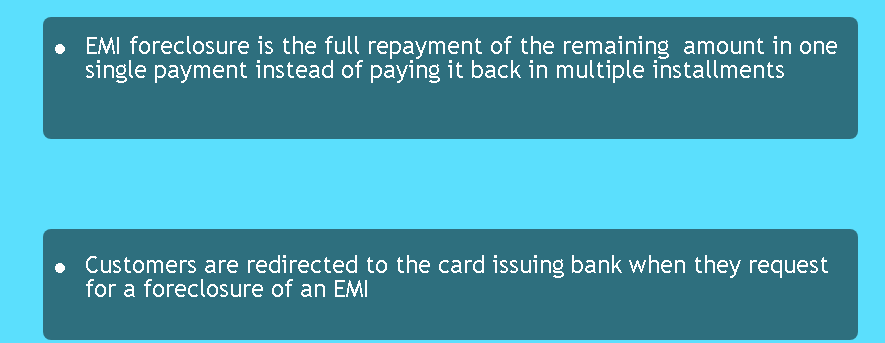 • EMI foreclosure is the full repayment of the remaining  amount in one
single payment instead of paying it back in multiple installments
• Customers are redirected to the card issuing bank when they request
for a foreclosure of an EMI